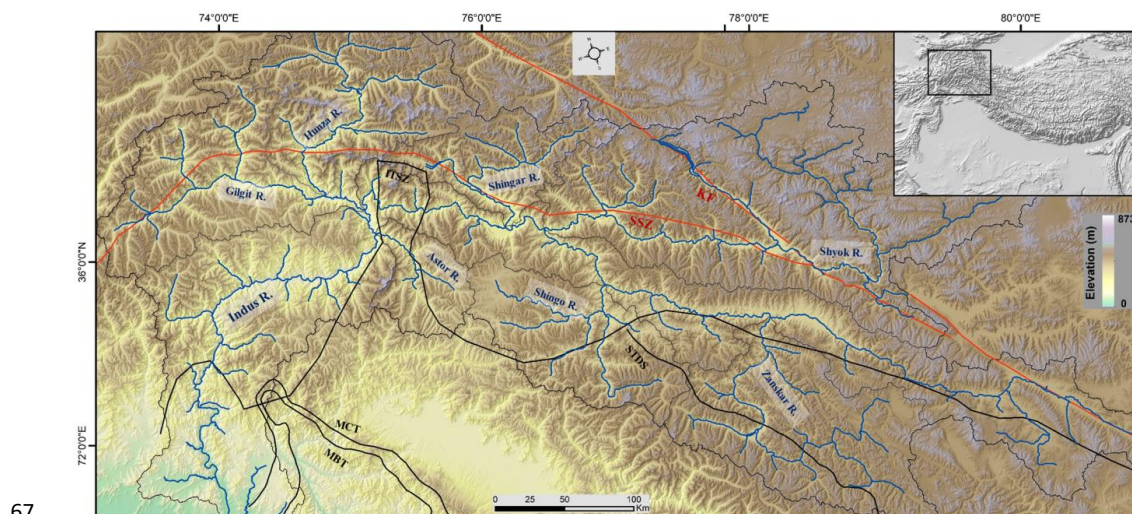 74°0'0"E
76°0'0"E
78°0'0"E
80°0'0"E
Hunza R.
ITSZ
Shingar R.
Gilgit R.
KF
SSZ
Shyok R.
873
Elevation (m)
0
36°0'0"N
Astor R.
Shingo R.
Indus R.
STDS
Zanskar R.
72°0'0"E
MCT
MBT
0 25 50 100
Km
67